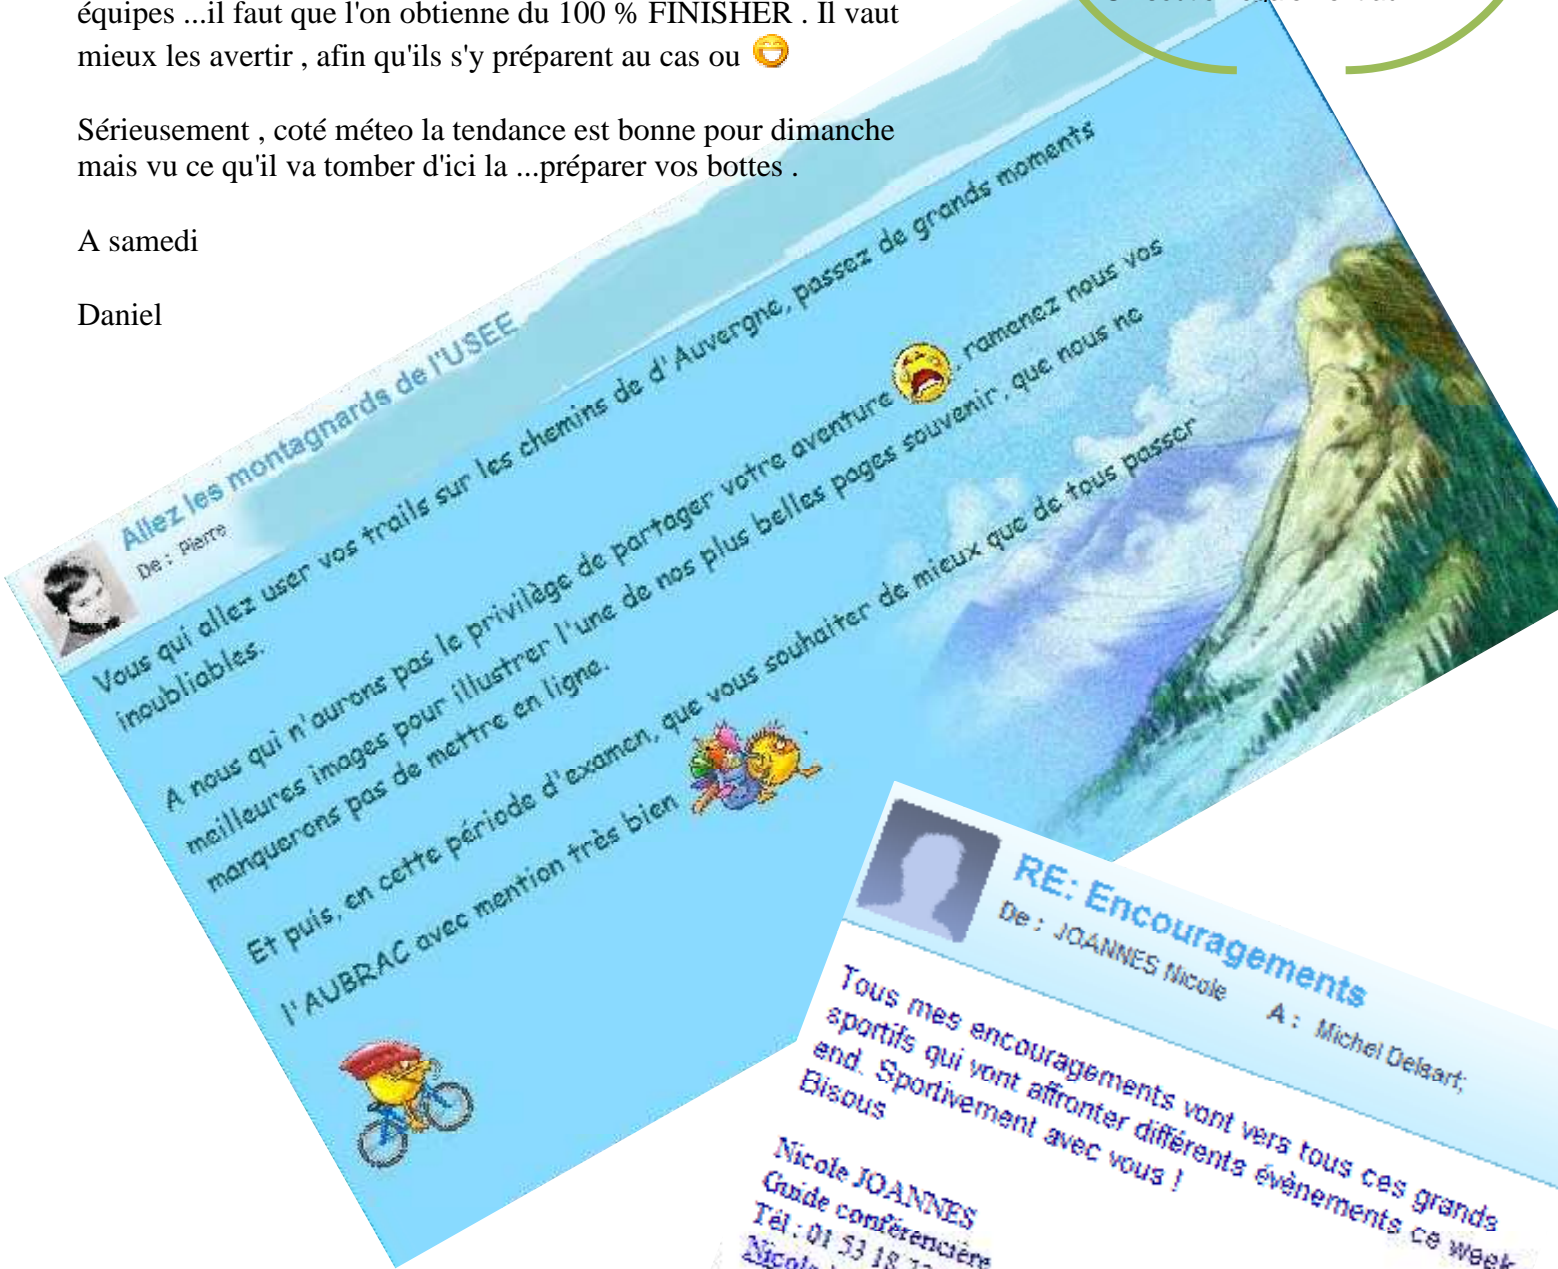 équipes ...il faut que l'on obtienne du 100 % FINISHER . Il vaut
mieux les avertir , afin qu'ils s'y préparent au cas ou
Sérieusement , coté méteo la tendance est bonne pour dimanche
mais vu ce qu'il va tomber d'ici la ...préparer vos bottes .
A samedi
Daniel
Allez les montagnards de l'USEE
De : Pierre
Vous qui allez user vos trails sur les chemins de d'Auvergne, passez de grands moments
inoubliables.
A nous qui n'aurons pas le privilège de partager votre aventure , ramenez nous vos
meilleures images pour illustrer l'une de nos plus belles pages souvenir, que nous ne
manquerons pas de mettre en ligne.
Et puis, en cette période d'examen, que vous souhaiter de mieux que de tous passer
l'AUBRAC avec mention très bien .
RE: Encouragements
De : JOANNES Nicole A : Michel Delsart;
Tous mes encouragements vont vers tous ces grands
sportifs qui vont affronter différents évènements ce week
end. Sportivement avec vous !
Bisous
Nicole JOANNES
Guide conférencière
Tél : 01 53 18
Nicole